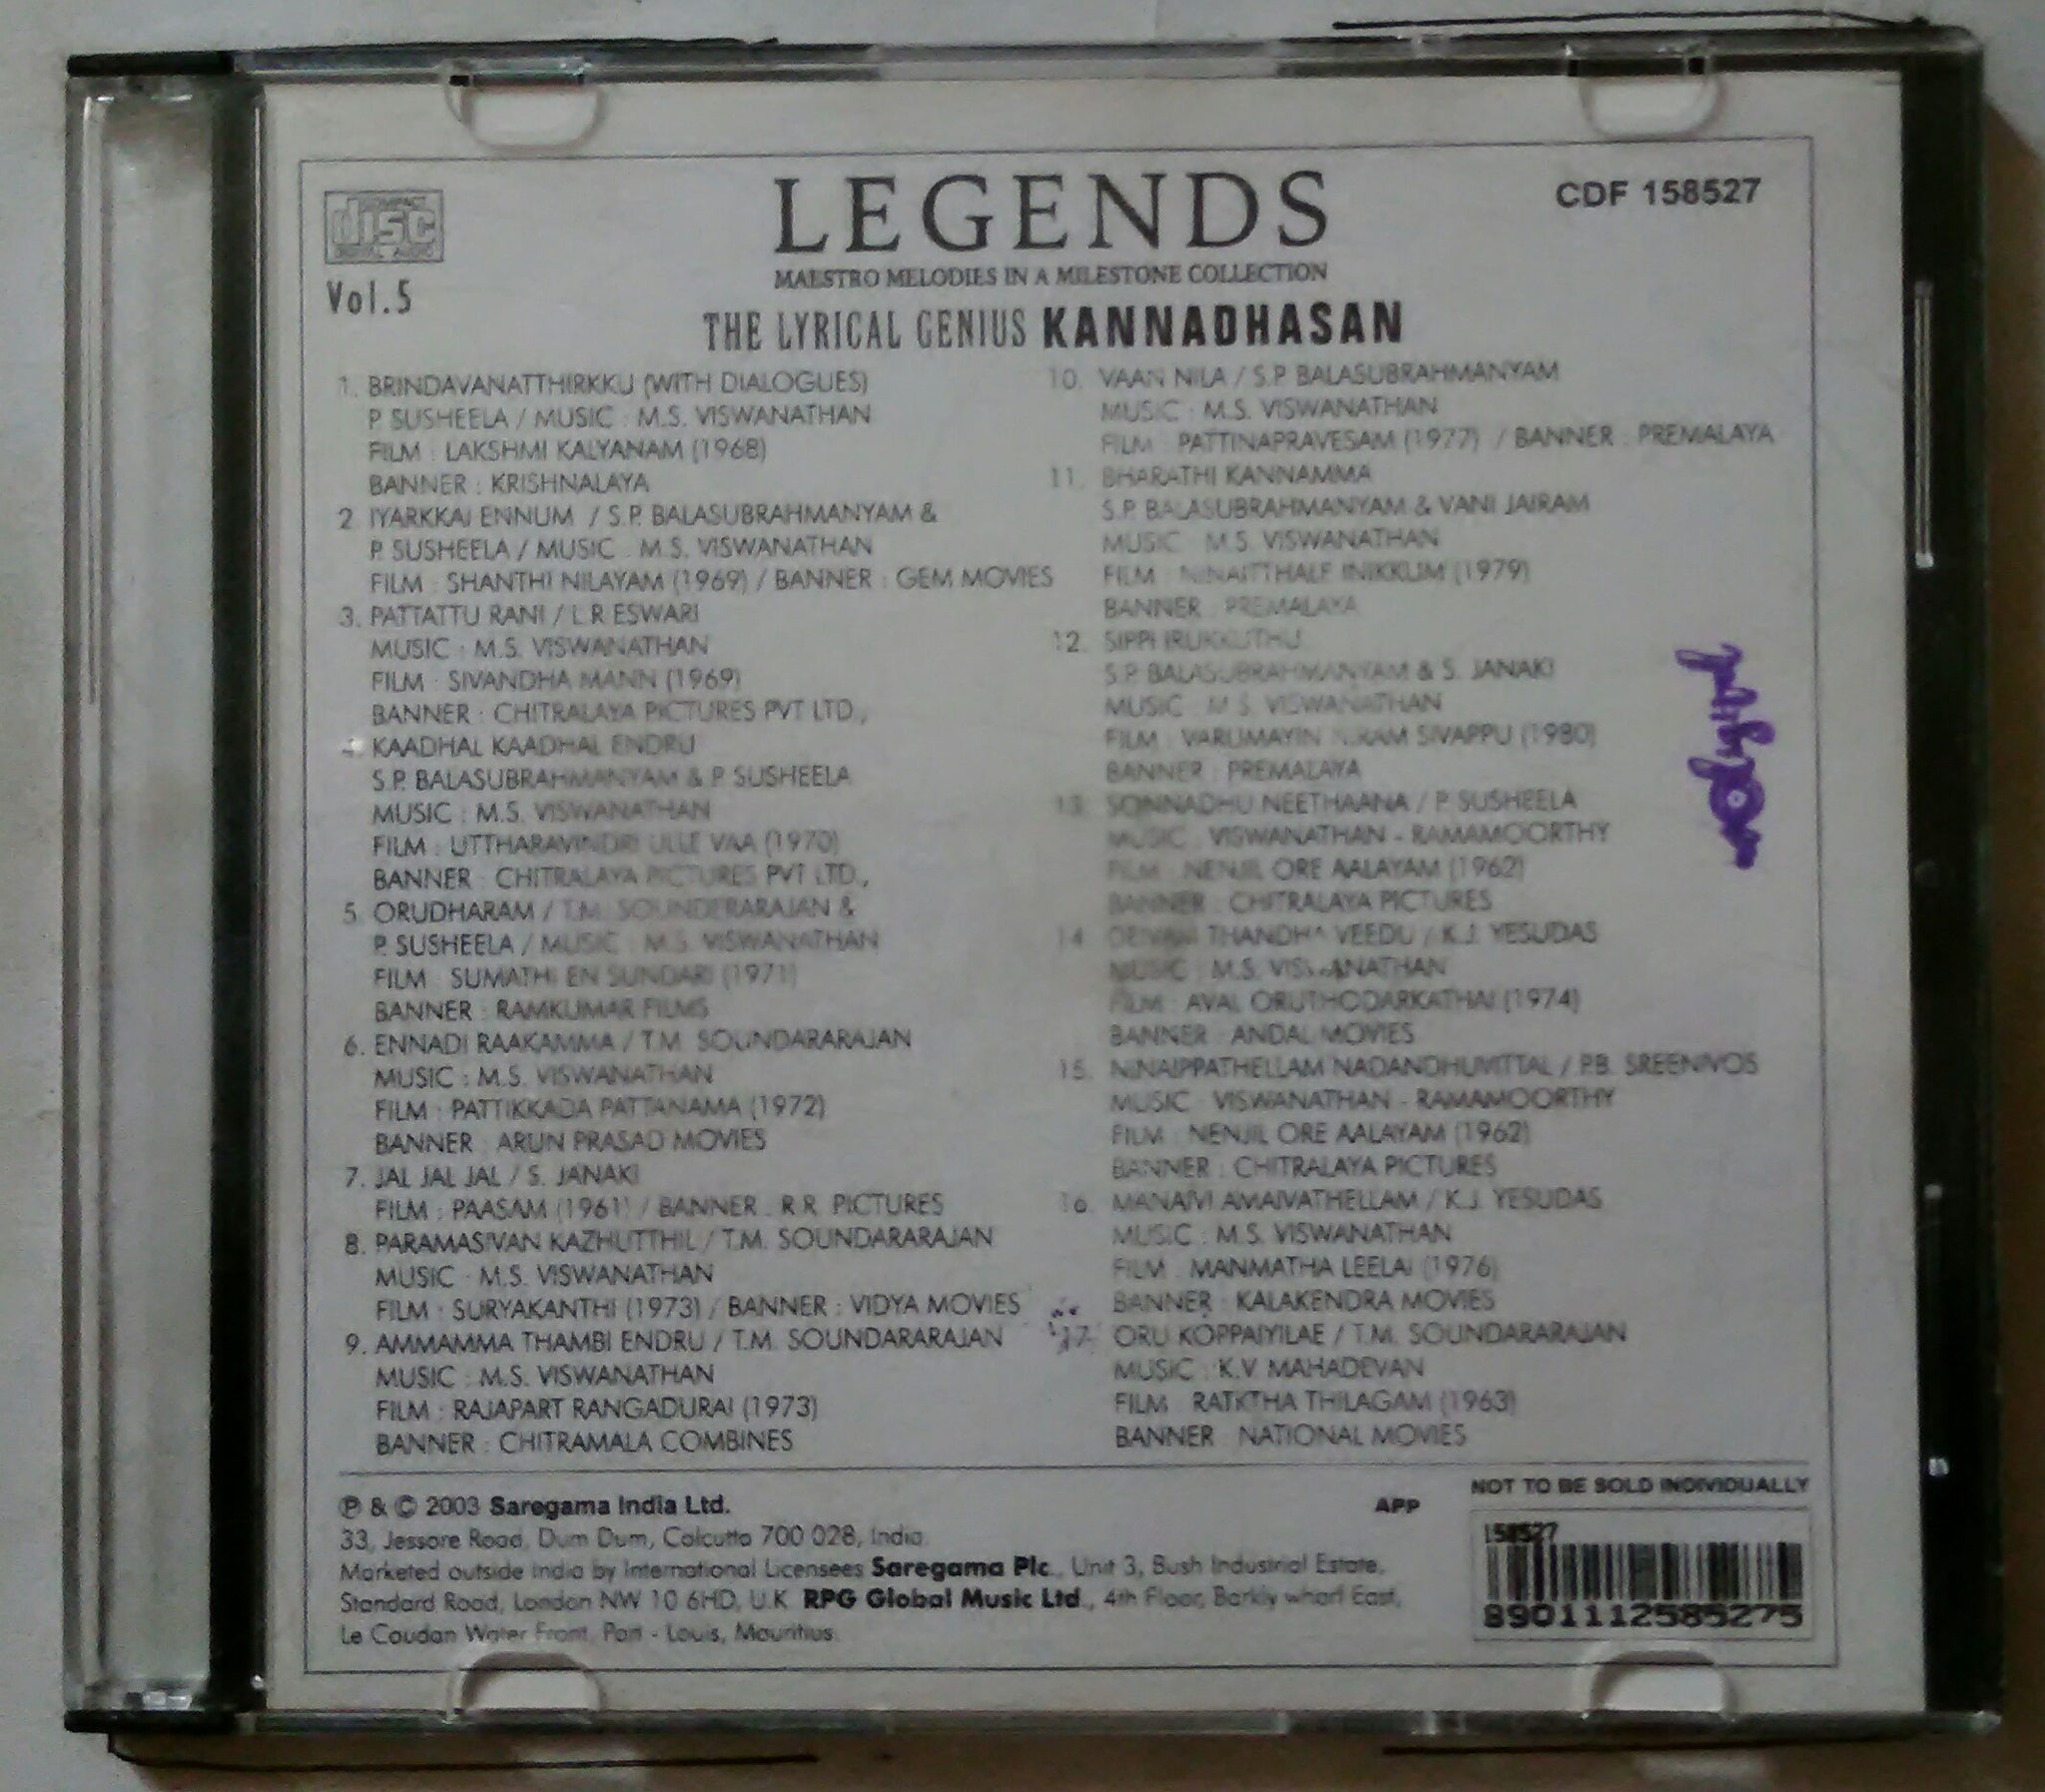 COMPACT
disc
DIGITAL AUDIO
Vol.5
LEGENDS
MAESTRO MELODIES IN A MILESTONE COLLECTION
THE LYRICAL GENIUS KANNADHASAN
CDF 158527
1. BRINDAVANATTHIRKKU (WITH DIALOGUES)
P SUSHEELA / MUSIC : M.S. VISWANATHAN
FILM : LAKSHMI KALYANAM (1968)
BANNER : KRISHNALAYA
2. IYARKKAI ENNUM / S.P. BALASUBRAHMANYAM &
P. SUSHEELA / MUSIC : M.S. VISWANATHAN
FILM : SHANTHI NILAYAM (1969) / BANNER : GEM MOVIES
3. PATTATTU RANI / L.R ESWARI
MUSIC : M.S. VISWANATHAN
FILM : SIVANDHA MANN (1969)
BANNER : CHITRALAYA PICTURES PVT LTD.,
4. KAADHAL KAADHAL ENDRU
S.P. BALASUBRAHMANYAM & P SUSHEELA
MUSIC : M.S. VISWANATHAN
FILM : UTTHARAVINDRI ULLE VAA (1970)
BANNER : CHITRALAYA PICTURES PVT LTD.,
5. ORUDHARAM / T.M. SOUNDERARAJAN &
P. SUSHEELA / MUSIC : M.S. VISWANATHAN
FILM : SUMATHI EN SUNDARI (1971)
BANNER : RAMKUMAR FILMS
6. ENNADI RAAKAMMA / T.M. SOUNDARARAJAN
MUSIC : M.S. VISWANATHAN
FILM : PATTIKKADA PATTANAMA (1972)
BANNER : ARUN PRASAD MOVIES
7. JAL JAL JAL / S. JANAKI
FILM : PAASAM (1961) / BANNER : R.R. PICTURES
8. PARAMASIVAN KAZHUTTHIL / T.M. SOUNDARARAJAN
MUSIC : M.S. VISWANATHAN
FILM : SURYAKANTHI (1973) / BANNER : VIDYA MOVIES
9. AMMAMMA THAMBI ENDRU / T.M. SOUNDARARAJAN
MUSIC : M.S. VISWANATHAN
FILM : RAJAPART RANGADURAI (1973)
BANNER : CHITRAMALA COMBINES
10. VAAN NILA / S.P BALASUBRAHMANYAM
MUSIC : M.S. VISWANATHAN
FILM : PATTINAPRAVESAM (1977) / BANNER : PREMALAYA
11. BHARATHI KANNAMMA
S.P. BALASUBRAHMANYAM & VANI JAIRAM
MUSIC : M.S. VISWANATHAN
FILM : NINAITTHALE INIKKUM (1979)
BANNER : PREMALAYA
12. SIPPI IRUKKUTHU
S.P. BALASUBRAHMANYAM & S. JANAKI
MUSIC : M.S. VISWANATHAN
FILM : VARUMAYIN NIRAM SIVAPPU (1980)
BANNER : PREMALAYA
13. SONNADHU NEETHAANA / P. SUSHEELA
MUSIC : VISWANATHAN - RAMAMOORTHY
FILM : NENJIL ORE AALAYAM (1962)
BANNER : CHITRALAYA PICTURES
14. DEIVAM THANDHA VEEDU / K.J. YESUDAS
MUSIC : M.S. VISWANATHAN
FILM : AVAL ORUTHODARKATHAI (1974)
BANNER : ANDAL MOVIES
15. NINAIPPATHELLAM NADANDHUVITTAL / P.B. SREENIVOS
MUSIC : VISWANATHAN - RAMAMOORTHY
FILM : NENJIL ORE AALAYAM (1962)
BANNER : CHITRALAYA PICTURES
16. MANAIVI AMAIVATHELLAM / K.J. YESUDAS
MUSIC : M.S. VISWANATHAN
FILM : MANMATHA LEELAI (1976)
BANNER : KALAKENDRA MOVIES
17. ORU KOPPAIYILAE / T.M. SOUNDARARAJAN
MUSIC : K.V. MAHADEVAN
FILM : RATKTHA THILAGAM (1963)
BANNER : NATIONAL MOVIES
℗ & © 2003 Saregama India Ltd.
33, Jessore Road, Dum Dum, Calcutta 700 028, India.
Marketed outside India by International Licensees Saregama Plc., Unit 3, Bush Industrial Estate,
Standard Road, London NW 10 6HD, U.K. RPG Global Music Ltd., 4th Floor, Barkly wharf East,
Le Caudan Water Front, Port - Louis, Mauritius.
APP
NOT TO BE SOLD INDIVIDUALLY
158527
8901112585275